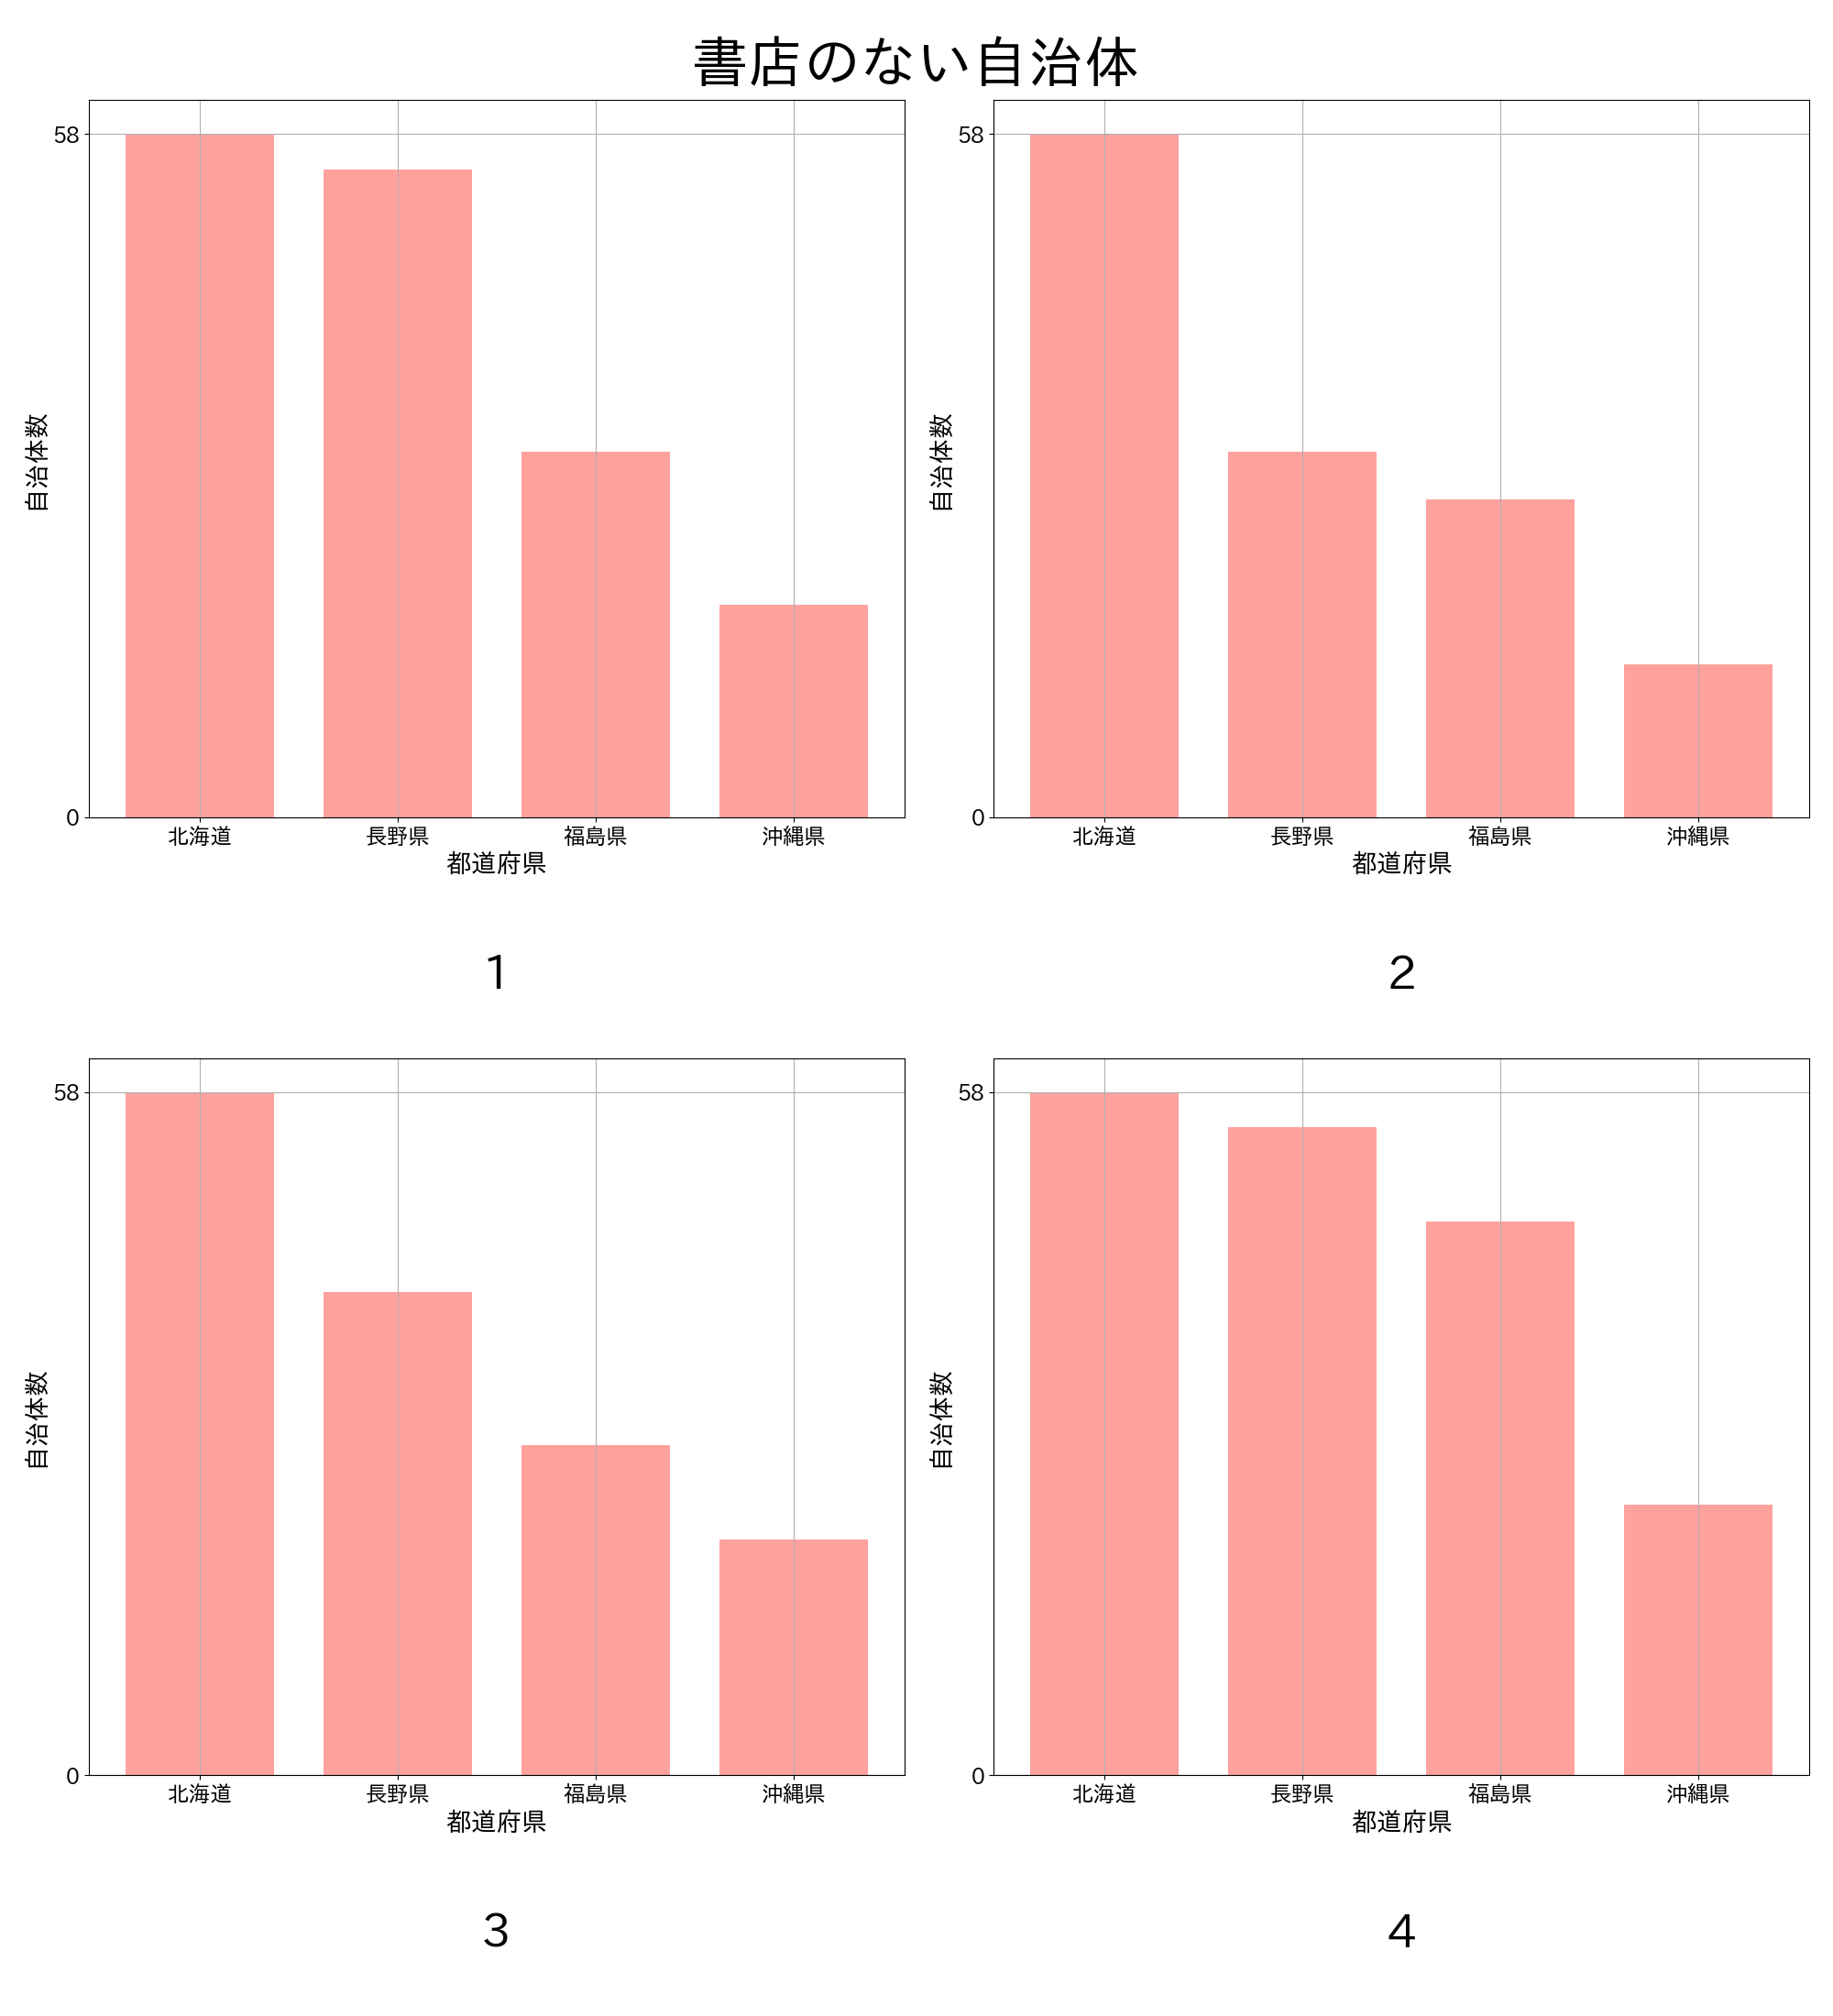 書店のない自治体
58
0
自治体数
北海道 長野県 福島県 沖縄県
都道府県
1
58
0
自治体数
北海道 長野県 福島県 沖縄県
都道府県
2
58
0
自治体数
北海道 長野県 福島県 沖縄県
都道府県
3
58
0
自治体数
北海道 長野県 福島県 沖縄県
都道府県
4